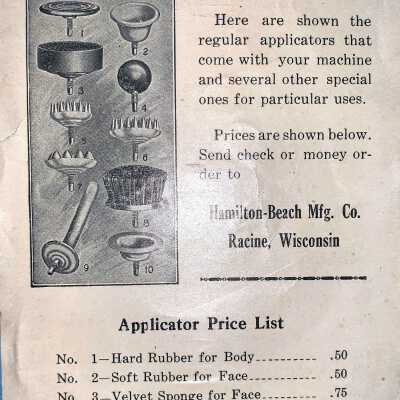 1
2
3
4
5
6
7
8
9
10
Here are shown the
regular applicators that
come with your machine
and several other special
ones for particular uses.
Prices are shown below.
Send check or money or-
der to
Hamilton-Beach Mfg. Co.
Racine, Wisconsin
Applicator Price List
No. 1—Hard Rubber for Body .50
No. 2—Soft Rubber for Face .50
No. 3—Velvet Sponge for Face .75